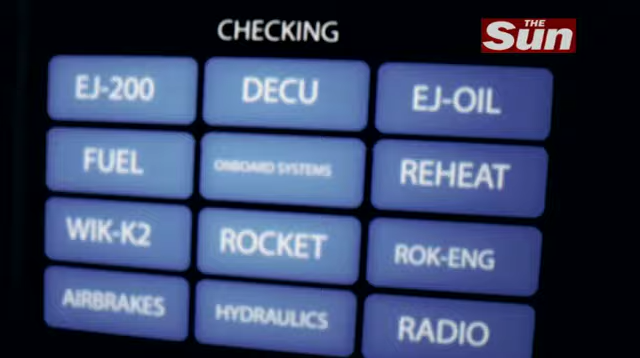 CHECKING
THE
Sun
EJ-200
DECU
EJ-OIL
FUEL
ONBOARD SYSTEMS
REHEAT
WIK-K2
ROCKET
ROK-ENG
AIRBRAKES
HYDRAULICS
RADIO